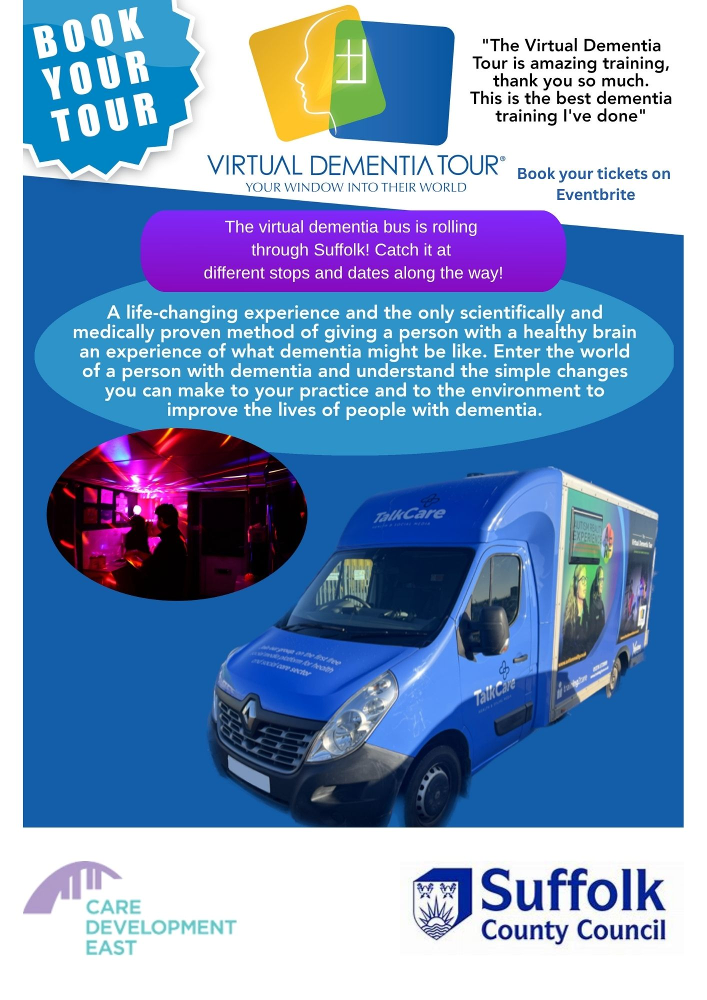 BOOK
YOUR
TOUR
"The Virtual Dementia
Tour is amazing training,
thank you so much.
This is the best dementia
training I've done"
VIRTUAL DEMENTIA TOUR®
YOUR WINDOW INTO THEIR WORLD
Book your tickets on
Eventbrite
The virtual dementia bus is rolling
through Suffolk! Catch it at
different stops and dates along the way!
A life-changing experience and the only scientifically and
medically proven method of giving a person with a healthy brain
an experience of what dementia might be like. Enter the world
of a person with dementia and understand the simple changes
you can make to your practice and to the environment to
improve the lives of people with dementia.
TalkCare
HEALTH & SOCIAL MEDIA
AUTISM REALITY
EXPERIENCE
Virtual Dementia Tour
Join our group, on the first free
social media platform for health
and social care sector
TalkCare
HEALTH & SOCIAL MEDIA
www.autismreality.co.uk
training2care
CARE
DEVELOPMENT
EAST
Suffolk
County Council